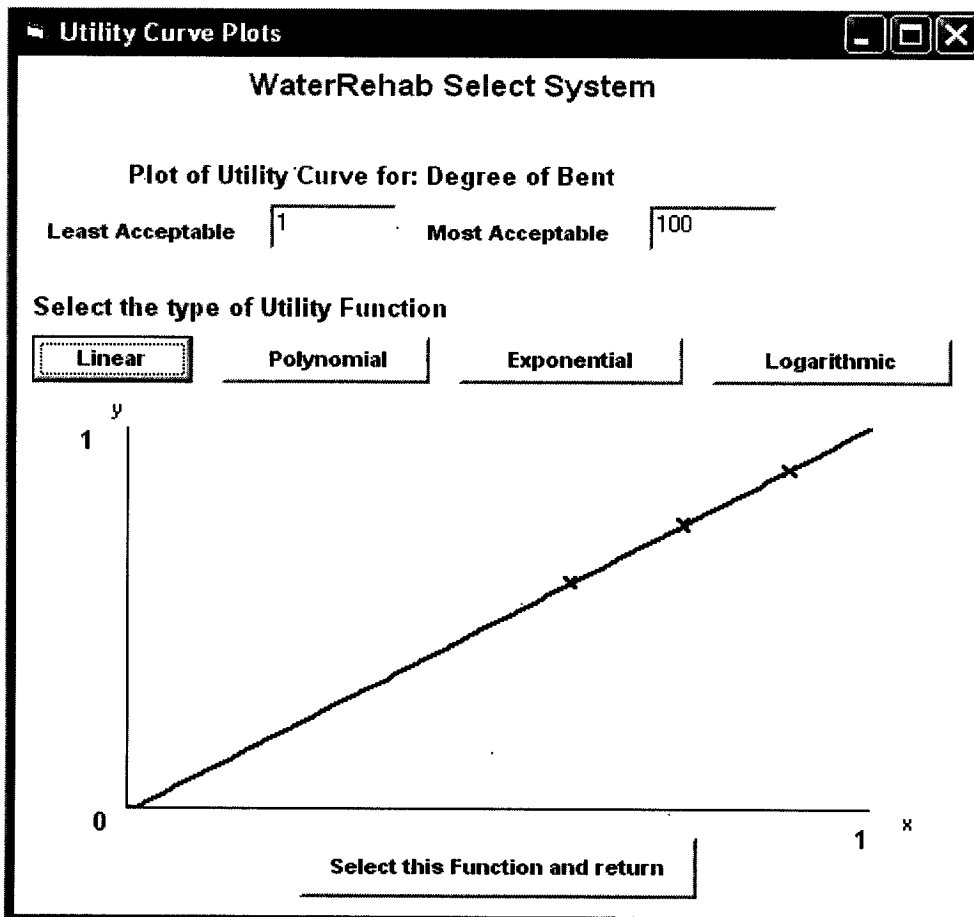 Utility Curve Plots
WaterRehab Select System
Plot of Utility Curve for: Degree of Bent
Least Acceptable 1 Most Acceptable 100
Select the type of Utility Function
Linear Polynomial Exponential Logarithmic
y
1
0
1
x
Select this Function and return